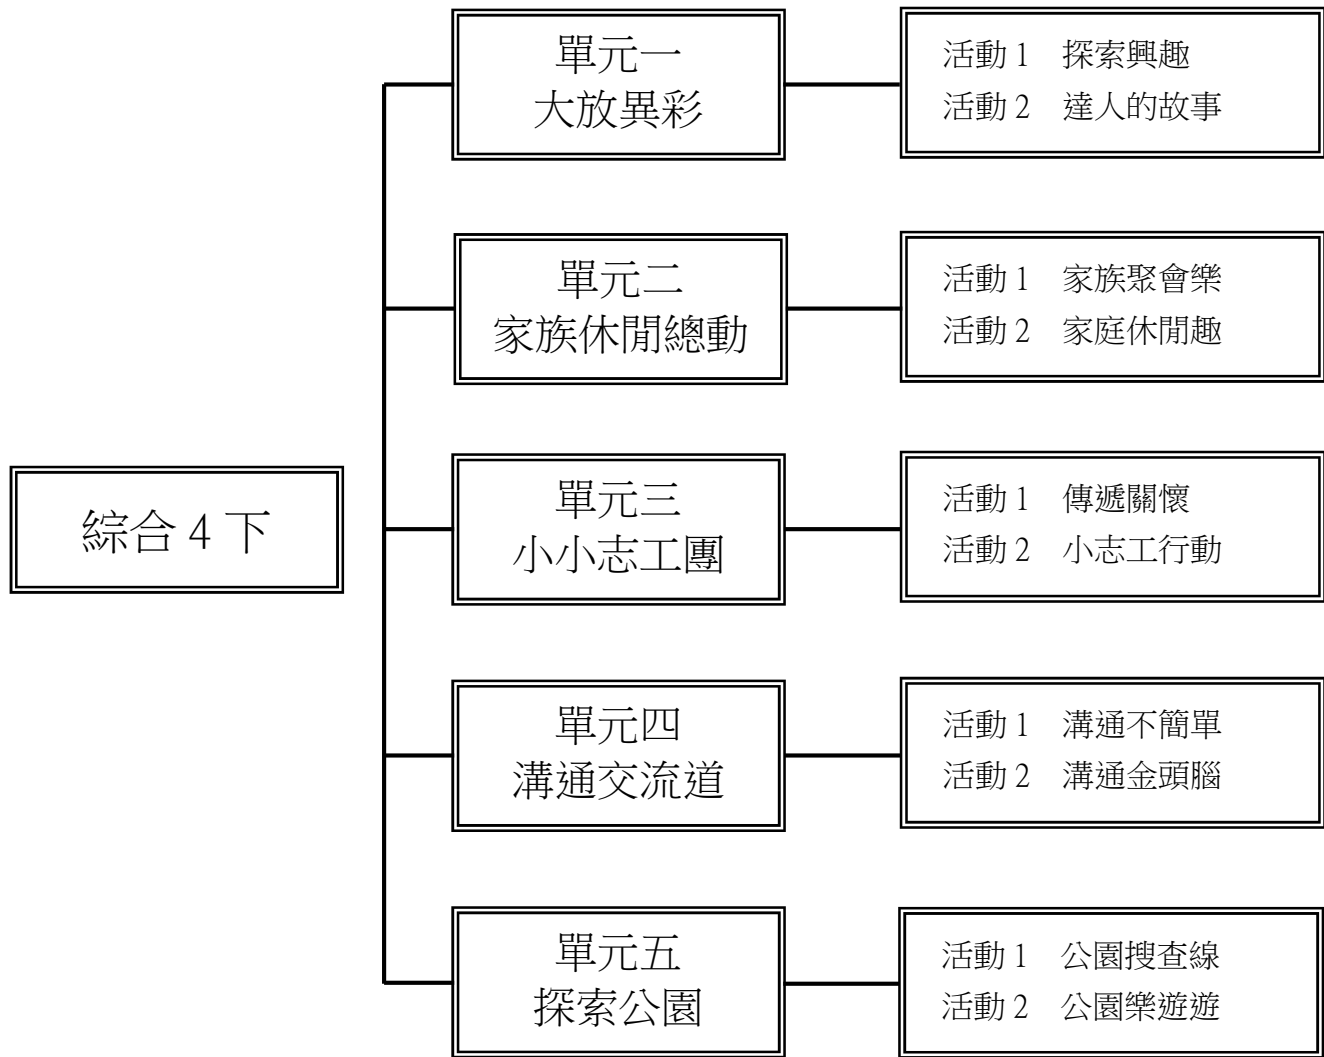 單元一
大放異彩
活動 1 探索興趣
活動 2 達人的故事
單元二
家族休閒總動
活動 1 家族聚會樂
活動 2 家庭休閒趣
綜合 4 下
單元三
小小志工團
活動 1 傳遞關懷
活動 2 小志工行動
單元四
溝通交流道
活動 1 溝通不簡單
活動 2 溝通金頭腦
單元五
探索公園
活動 1 公園搜查線
活動 2 公園樂遊遊